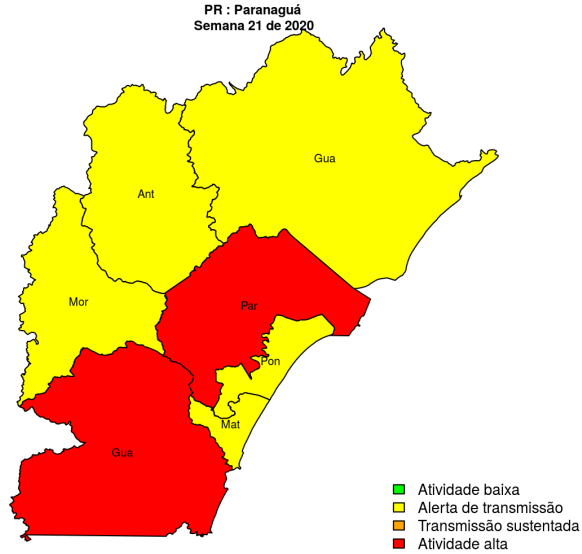 PR : Paranaguá
Semana 21 de 2020
Gua
Ant
Mor
Par
Pon
Mat
Gua
Atividade baixa
Alerta de transmissão
Transmissão sustentada
Atividade alta